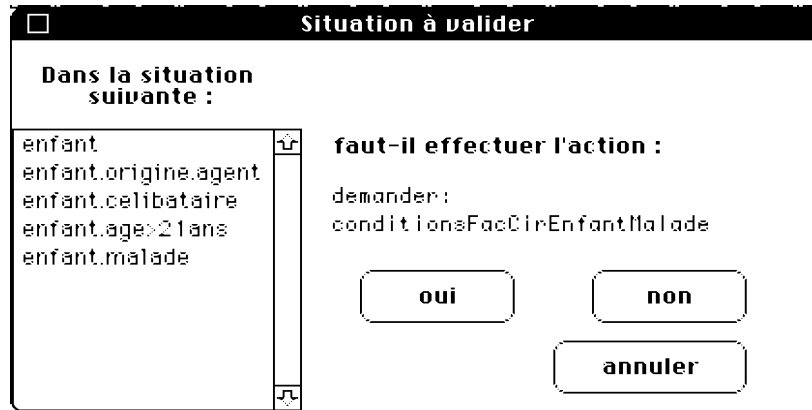 Situation à valider
Dans la situation
suivante :
enfant
enfant.origine.agent
enfant.celibataire
enfant.age>21ans
enfant.malade
faut-il effectuer l'action :
demander:
conditionsFacCirEnfantMalade
oui
non
annuler